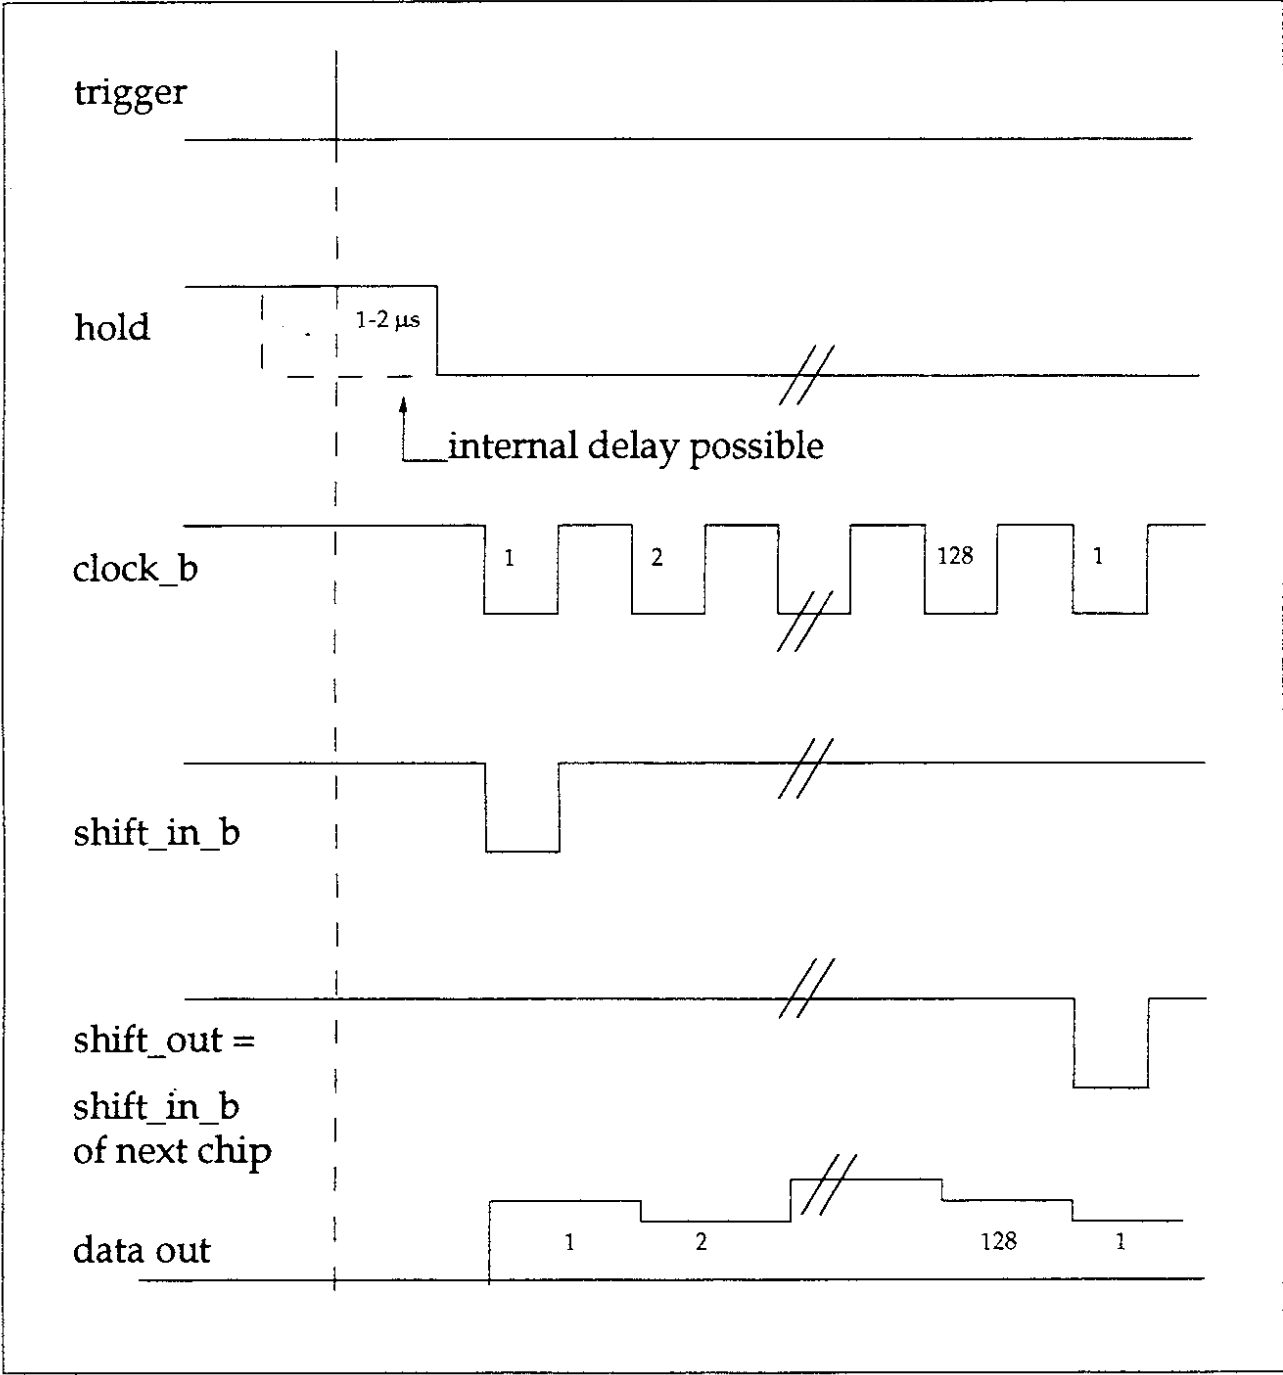 trigger
hold
1-2 µs
internal delay possible
clock_b
1
2
128
1
shift_in_b
shift_out =
shift_in_b
of next chip
data out
1
2
128
1